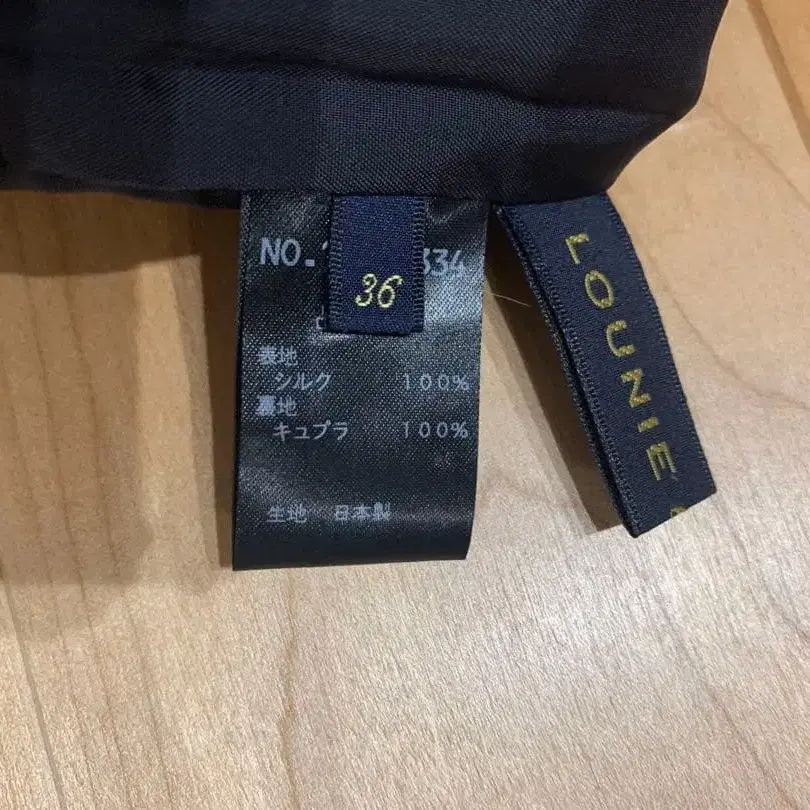 NO.
334
36
表地
シルク 100%
裏地
キュプラ 100%
生地 日本製
LOUNIE